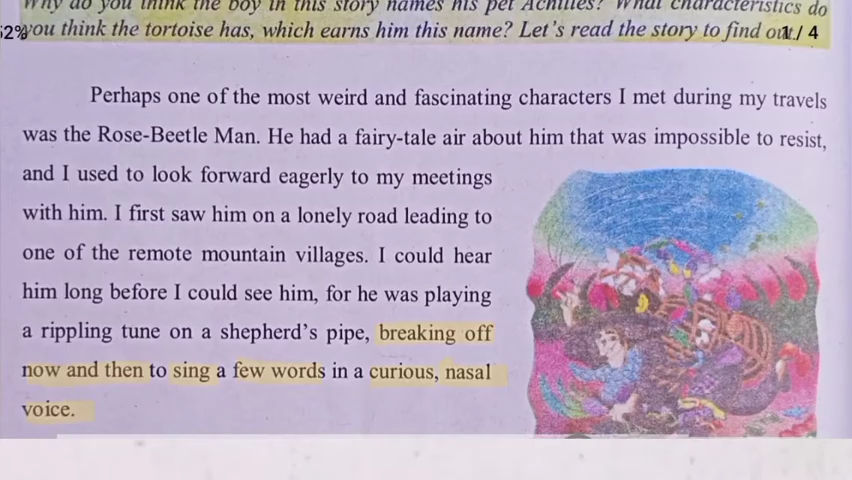 Why do you think the boy in this story names his pet Achilles? What characteristics do
you think the tortoise has, which earns him this name? Let's read the story to find out.
1 / 4
Perhaps one of the most weird and fascinating characters I met during my travels
was the Rose-Beetle Man. He had a fairy-tale air about him that was impossible to resist,
and I used to look forward eagerly to my meetings
with him. I first saw him on a lonely road leading to
one of the remote mountain villages. I could hear
him long before I could see him, for he was playing
a rippling tune on a shepherd's pipe, breaking off
now and then to sing a few words in a curious, nasal
voice.